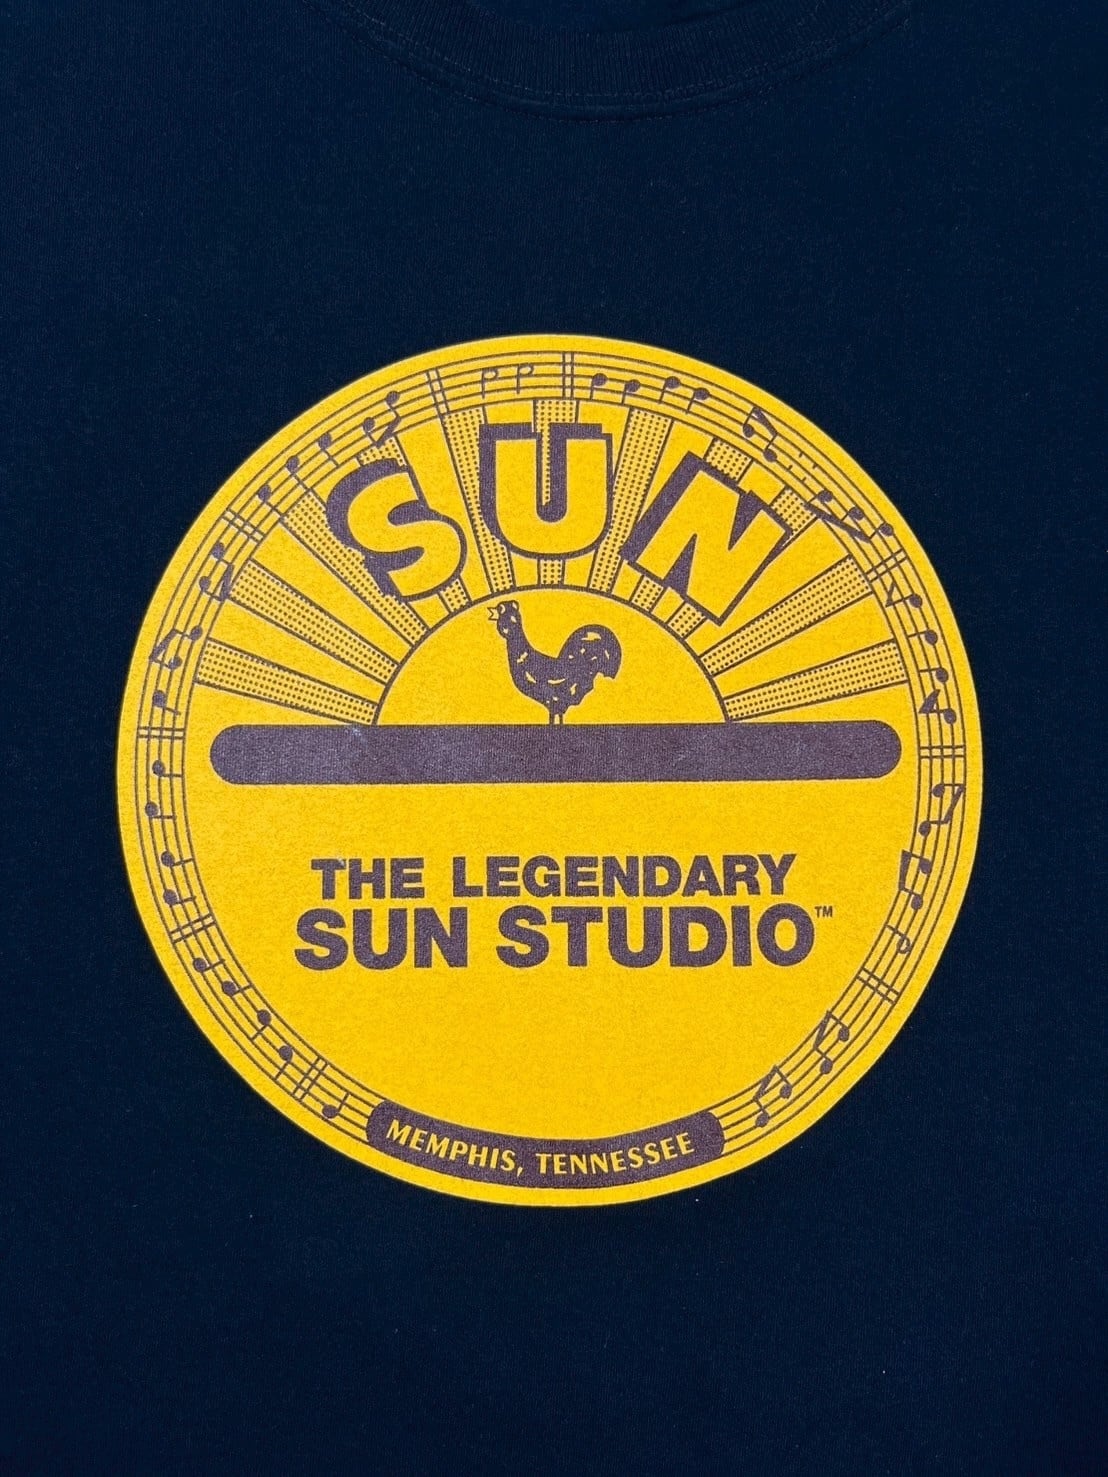 SUN
THE LEGENDARY
SUN STUDIO™
MEMPHIS, TENNESSEE